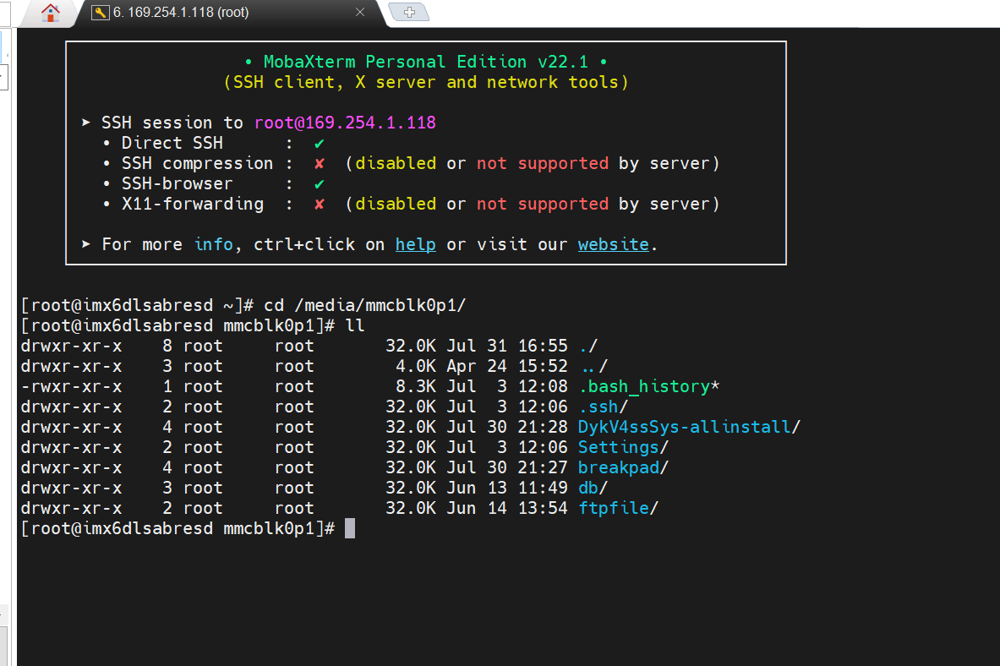 6. 169.254.1.118 (root)
• MobaXterm Personal Edition v22.1 •
(SSH client, X server and network tools)
➤ SSH session to root@169.254.1.118
• Direct SSH      :  ✔
• SSH compression :  ✘  (disabled or not supported by server)
• SSH-browser     :  ✔
• X11-forwarding  :  ✘  (disabled or not supported by server)
➤ For more info, ctrl+click on help or visit our website.
[root@imx6dlsabresd ~]# cd /media/mmcblk0p1/
[root@imx6dlsabresd mmcblk0p1]# ll
drwxr-xr-x    8 root     root       32.0K Jul 31 16:55 ./
drwxr-xr-x    3 root     root        4.0K Apr 24 15:52 ../
-rwxr-xr-x    1 root     root        8.3K Jul  3 12:08 .bash_history*
drwxr-xr-x    2 root     root       32.0K Jul  3 12:06 .ssh/
drwxr-xr-x    4 root     root       32.0K Jul 30 21:28 DykV4ssSys-allinstall/
drwxr-xr-x    2 root     root       32.0K Jul  3 12:06 Settings/
drwxr-xr-x    4 root     root       32.0K Jul 30 21:27 breakpad/
drwxr-xr-x    3 root     root       32.0K Jun 13 11:49 db/
drwxr-xr-x    2 root     root       32.0K Jun 14 13:54 ftpfile/
[root@imx6dlsabresd mmcblk0p1]#